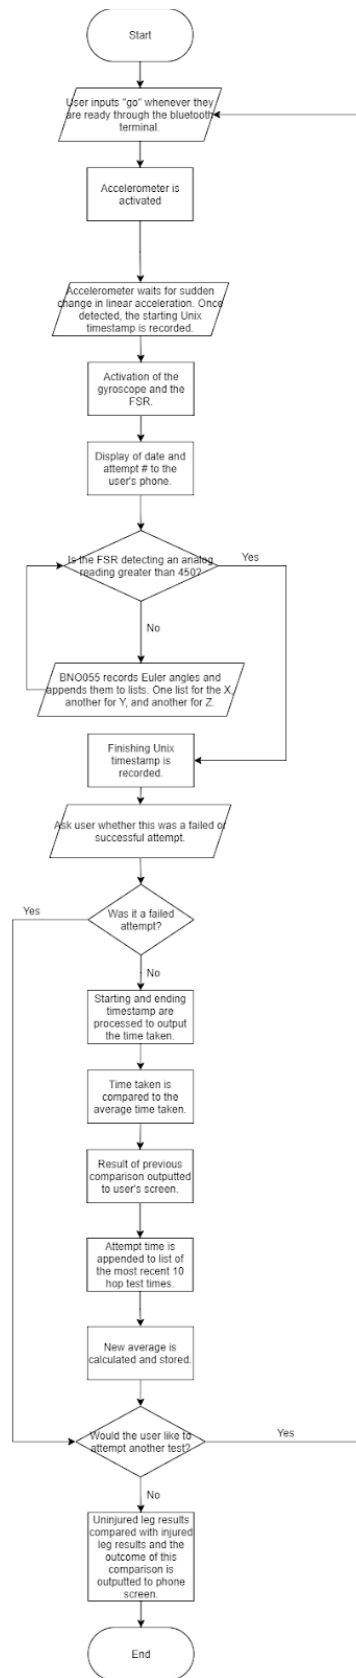 Start
User inputs "go" whenever they
are ready through the bluetooth
terminal.
Accelerometer is
activated
Accelerometer waits for sudden
change in linear acceleration. Once
detected, the starting Unix
timestamp is recorded.
Activation of the
gyroscope and the
FSR.
Display of date and
attempt # to the
user's phone.
Is the FSR detecting an analog
reading greater than 450?
Yes
No
BNO055 records Euler angles and
appends them to lists. One list for the X,
another for Y, and another for Z.
Finishing Unix
timestamp is
recorded.
Ask user whether this was a failed or
successful attempt.
Yes
Was it a failed
attempt?
No
Starting and ending
timestamp are
processed to output
the time taken.
Time taken is
compared to the
average time taken.
Result of previous
comparison outputted
to user's screen.
Attempt time is
appended to list of
the most recent 10
hop test times.
New average is
calculated and stored.
Would the user like to
attempt another test?
Yes
No
Uninjured leg results
compared with injured
leg results and the
outcome of this
comparison is
outputted to phone
screen.
End